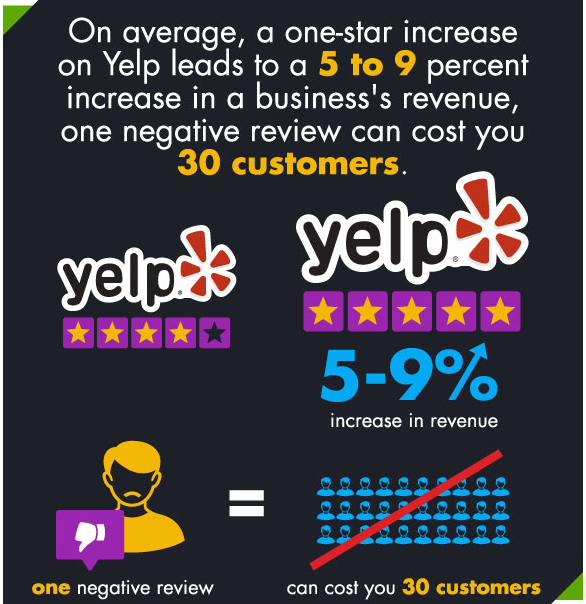 On average, a one-star increase
on Yelp leads to a 5 to 9 percent
increase in a business's revenue,
one negative review can cost you
30 customers.
yelp
yelp
5-9%
increase in revenue
=
one negative review
can cost you 30 customers